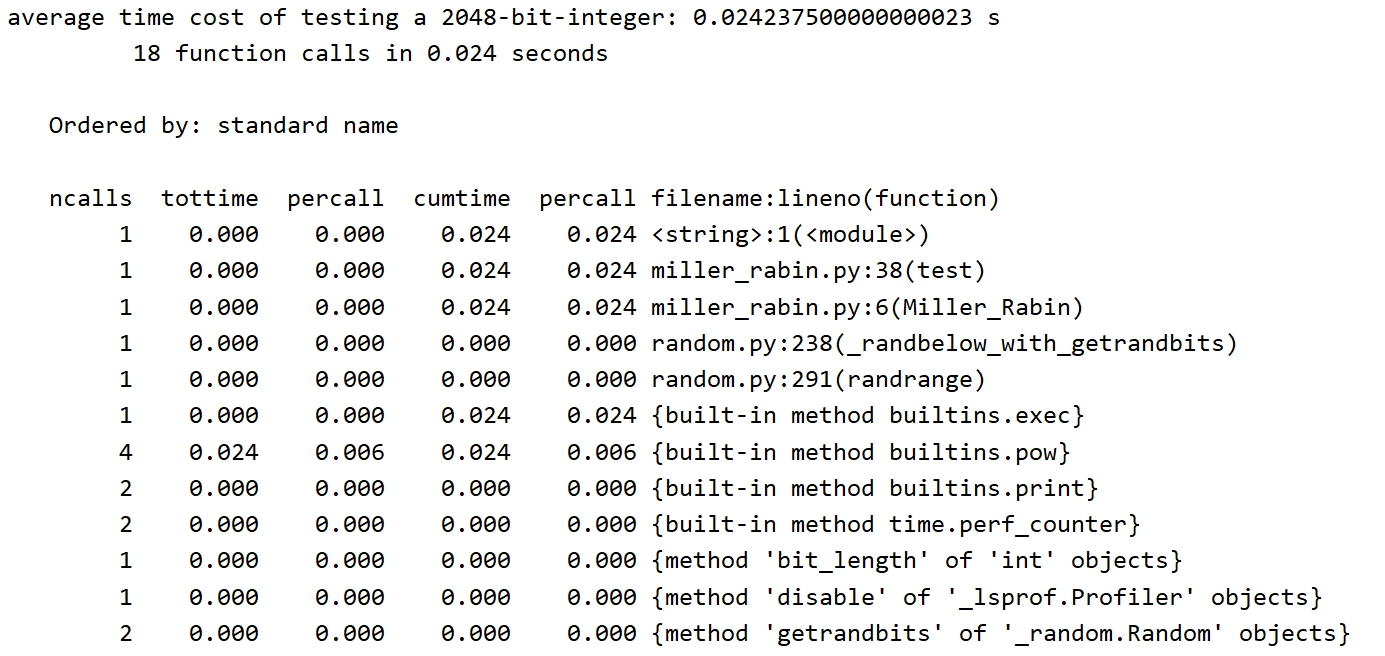 average time cost of testing a 2048-bit-integer: 0.024237500000000023 s
         18 function calls in 0.024 seconds

   Ordered by: standard name

   ncalls  tottime  percall  cumtime  percall filename:lineno(function)
        1    0.000    0.000    0.024    0.024 <string>:1(<module>)
        1    0.000    0.000    0.024    0.024 miller_rabin.py:38(test)
        1    0.000    0.000    0.024    0.024 miller_rabin.py:6(Miller_Rabin)
        1    0.000    0.000    0.000    0.000 random.py:238(_randbelow_with_getrandbits)
        1    0.000    0.000    0.000    0.000 random.py:291(randrange)
        1    0.000    0.000    0.024    0.024 {built-in method builtins.exec}
        4    0.024    0.006    0.024    0.006 {built-in method builtins.pow}
        2    0.000    0.000    0.000    0.000 {built-in method builtins.print}
        2    0.000    0.000    0.000    0.000 {built-in method time.perf_counter}
        1    0.000    0.000    0.000    0.000 {method 'bit_length' of 'int' objects}
        1    0.000    0.000    0.000    0.000 {method 'disable' of '_lsprof.Profiler' objects}
        2    0.000    0.000    0.000    0.000 {method 'getrandbits' of '_random.Random' objects}